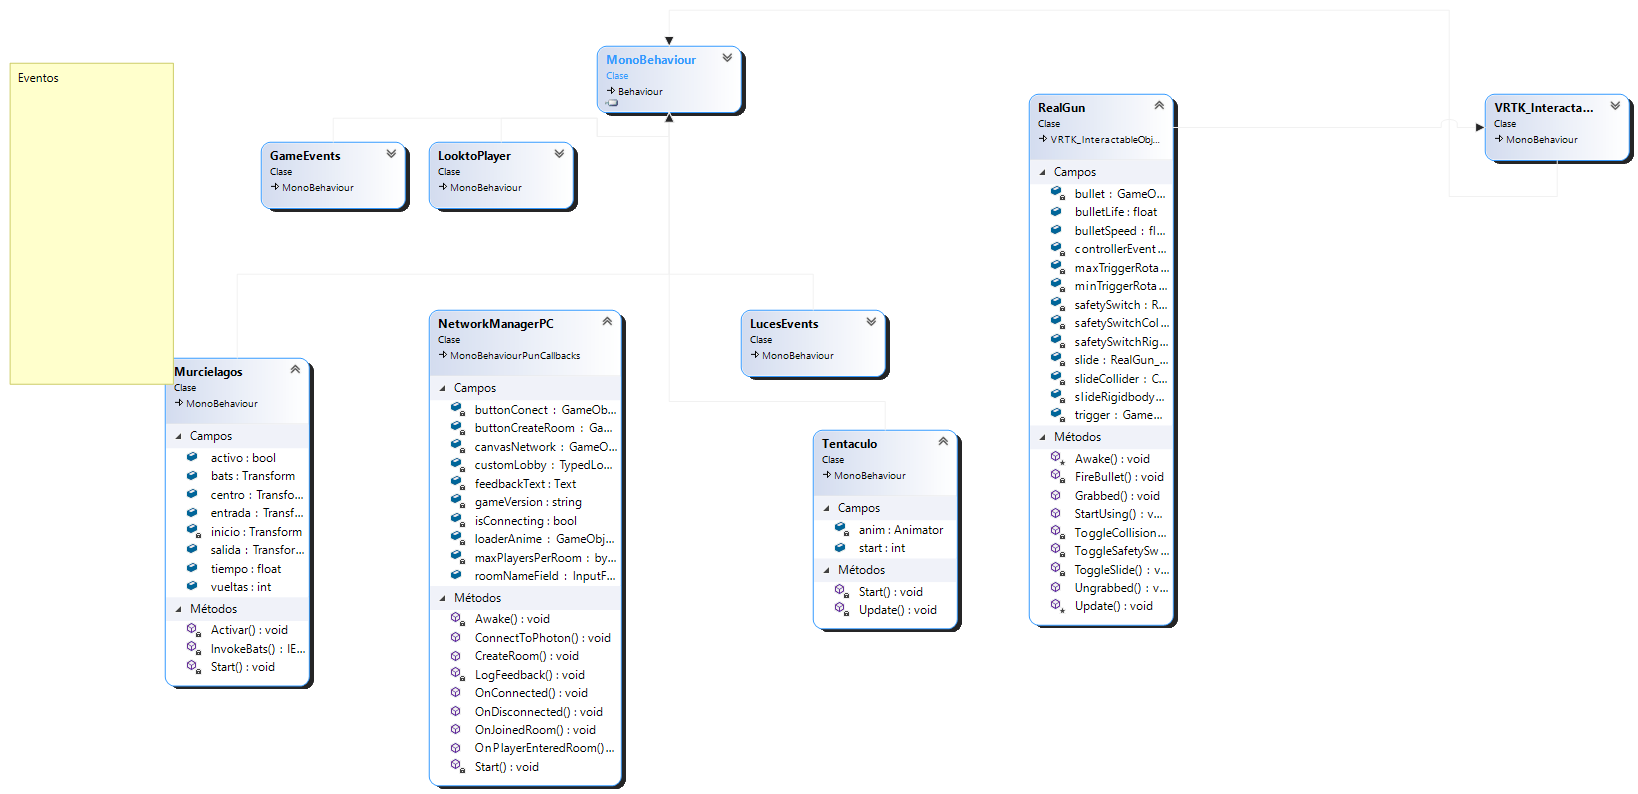 Eventos
MonoBehaviour
Clase
Behaviour
GameEvents
Clase
MonoBehaviour
LooktoPlayer
Clase
MonoBehaviour
RealGun
Clase
VRTK_InteractableObj...
Campos
bullet : GameO...
bulletLife : float
bulletSpeed : fl...
controllerEvent...
maxTriggerRota...
minTriggerRota...
safetySwitch : R...
safetySwitchCol...
safetySwitchRig...
slide : RealGun_...
slideCollider : C...
slideRigidbody...
trigger : Game...
Métodos
Awake() : void
FireBullet() : void
Grabbed() : void
StartUsing() : v...
ToggleCollision...
ToggleSafetySw...
ToggleSlide() : v...
Ungrabbed() : v...
Update() : void
VRTK_Interacta...
Clase
MonoBehaviour
Murcielagos
Clase
MonoBehaviour
Campos
activo : bool
bats : Transform
centro : Transfo...
entrada : Transf...
inicio : Transform
salida : Transfor...
tiempo : float
vueltas : int
Métodos
Activar() : void
InvokeBats() : IE...
Start() : void
NetworkManagerPC
Clase
MonoBehaviourPunCallbacks
Campos
buttonConect : GameOb...
buttonCreateRoom : Ga...
canvasNetwork : GameO...
customLobby : TypedLo...
feedbackText : Text
gameVersion : string
isConnecting : bool
loaderAnime : GameObj...
maxPlayersPerRoom : by...
roomNameField : InputF...
Métodos
Awake() : void
ConnectToPhoton() : void
CreateRoom() : void
LogFeedback() : void
OnConnected() : void
OnDisconnected() : void
OnJoinedRoom() : void
OnPlayerEnteredRoom()...
Start() : void
LucesEvents
Clase
MonoBehaviour
Tentaculo
Clase
MonoBehaviour
Campos
anim : Animator
start : int
Métodos
Start() : void
Update() : void